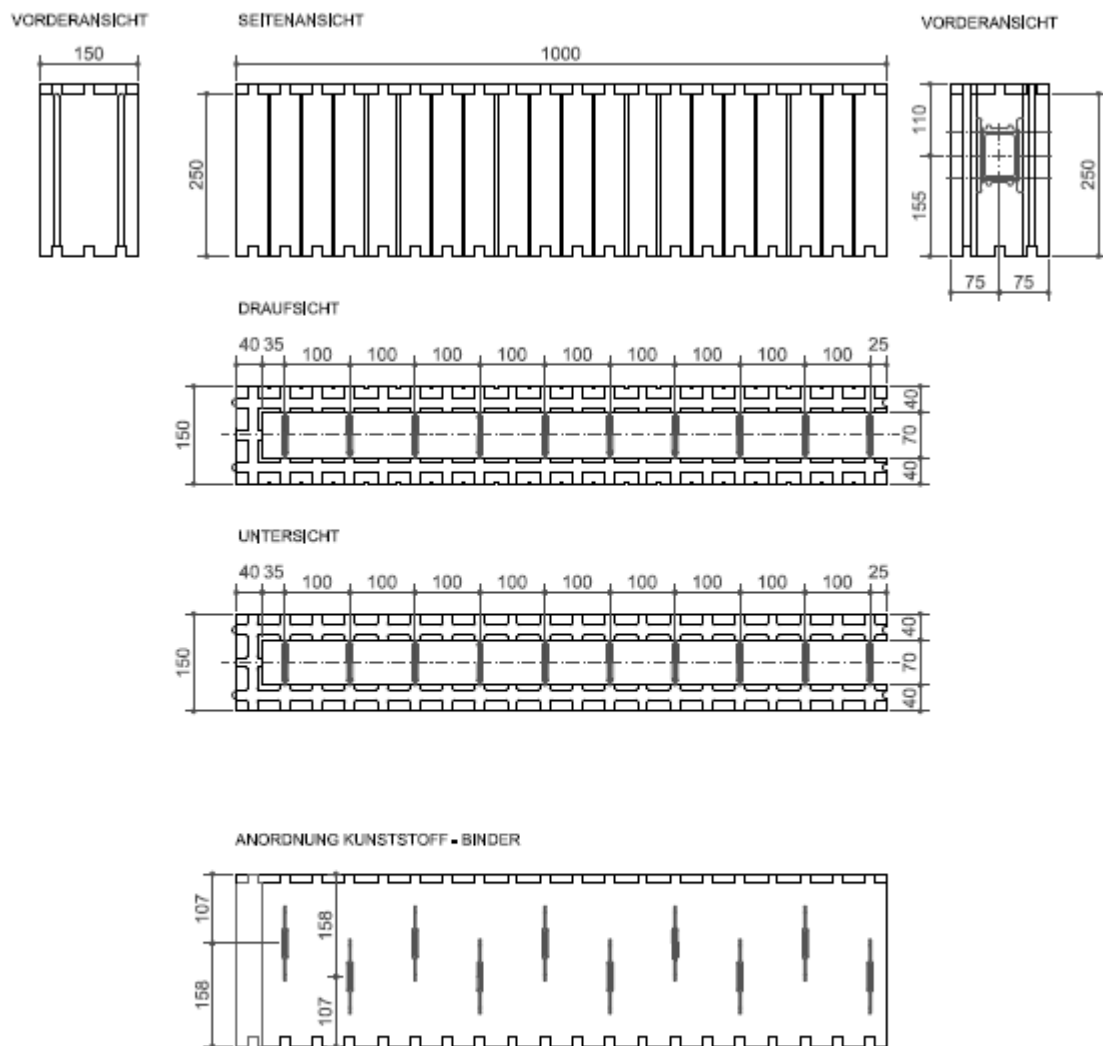 VORDERANSICHT
SEITENANSICHT
VORDERANSICHT
150
1000
250
110
155
250
75 75
DRAUFSICHT
40 35 100 100 100 100 100 100 100 100 100 25
150
40
70
40
UNTERSICHT
40 35 100 100 100 100 100 100 100 100 100 25
150
40
70
40
ANORDNUNG KUNSTSTOFF - BINDER
107
158
158
107